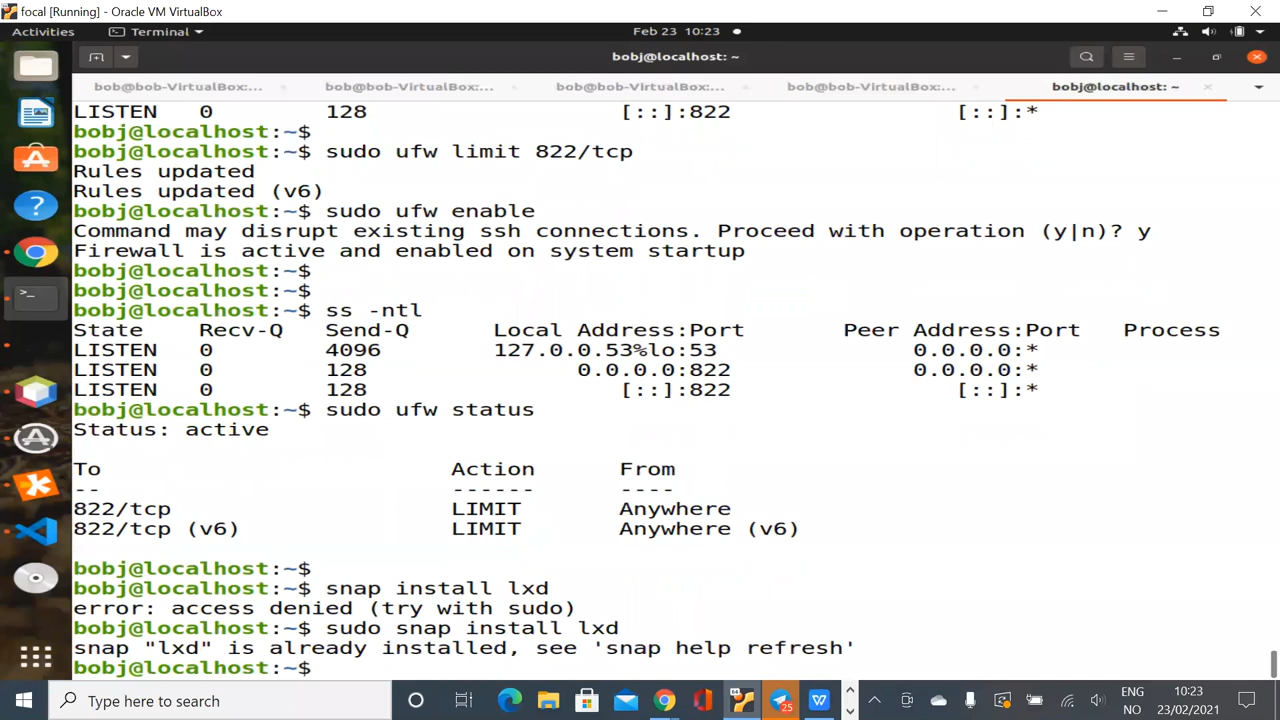 focal [Running] - Oracle VM VirtualBox
Activities Terminal Feb 23 10:23
bobj@localhost: ~
bob@bob-VirtualBox:... bob@bob-VirtualBox:... bob@bob-VirtualBox:... bob@bob-VirtualBox:... bobj@localhost: ~
LISTEN 0 128 [::]:822 [::]:*
bobj@localhost:~$
bobj@localhost:~$ sudo ufw limit 822/tcp
Rules updated
Rules updated (v6)
bobj@localhost:~$ sudo ufw enable
Command may disrupt existing ssh connections. Proceed with operation (y|n)? y
Firewall is active and enabled on system startup
bobj@localhost:~$
bobj@localhost:~$
bobj@localhost:~$ ss -ntl
State Recv-Q Send-Q Local Address:Port Peer Address:Port Process
LISTEN 0 4096 127.0.0.53%lo:53 0.0.0.0:*
LISTEN 0 128 0.0.0.0:822 0.0.0.0:*
LISTEN 0 128 [::]:822 [::]:*
bobj@localhost:~$ sudo ufw status
Status: active
To Action From
-- ------ ----
822/tcp LIMIT Anywhere
822/tcp (v6) LIMIT Anywhere (v6)
bobj@localhost:~$
bobj@localhost:~$ snap install lxd
error: access denied (try with sudo)
bobj@localhost:~$ sudo snap install lxd
snap "lxd" is already installed, see 'snap help refresh'
bobj@localhost:~$
Type here to search 25 ENG 10:23
NO 23/02/2021